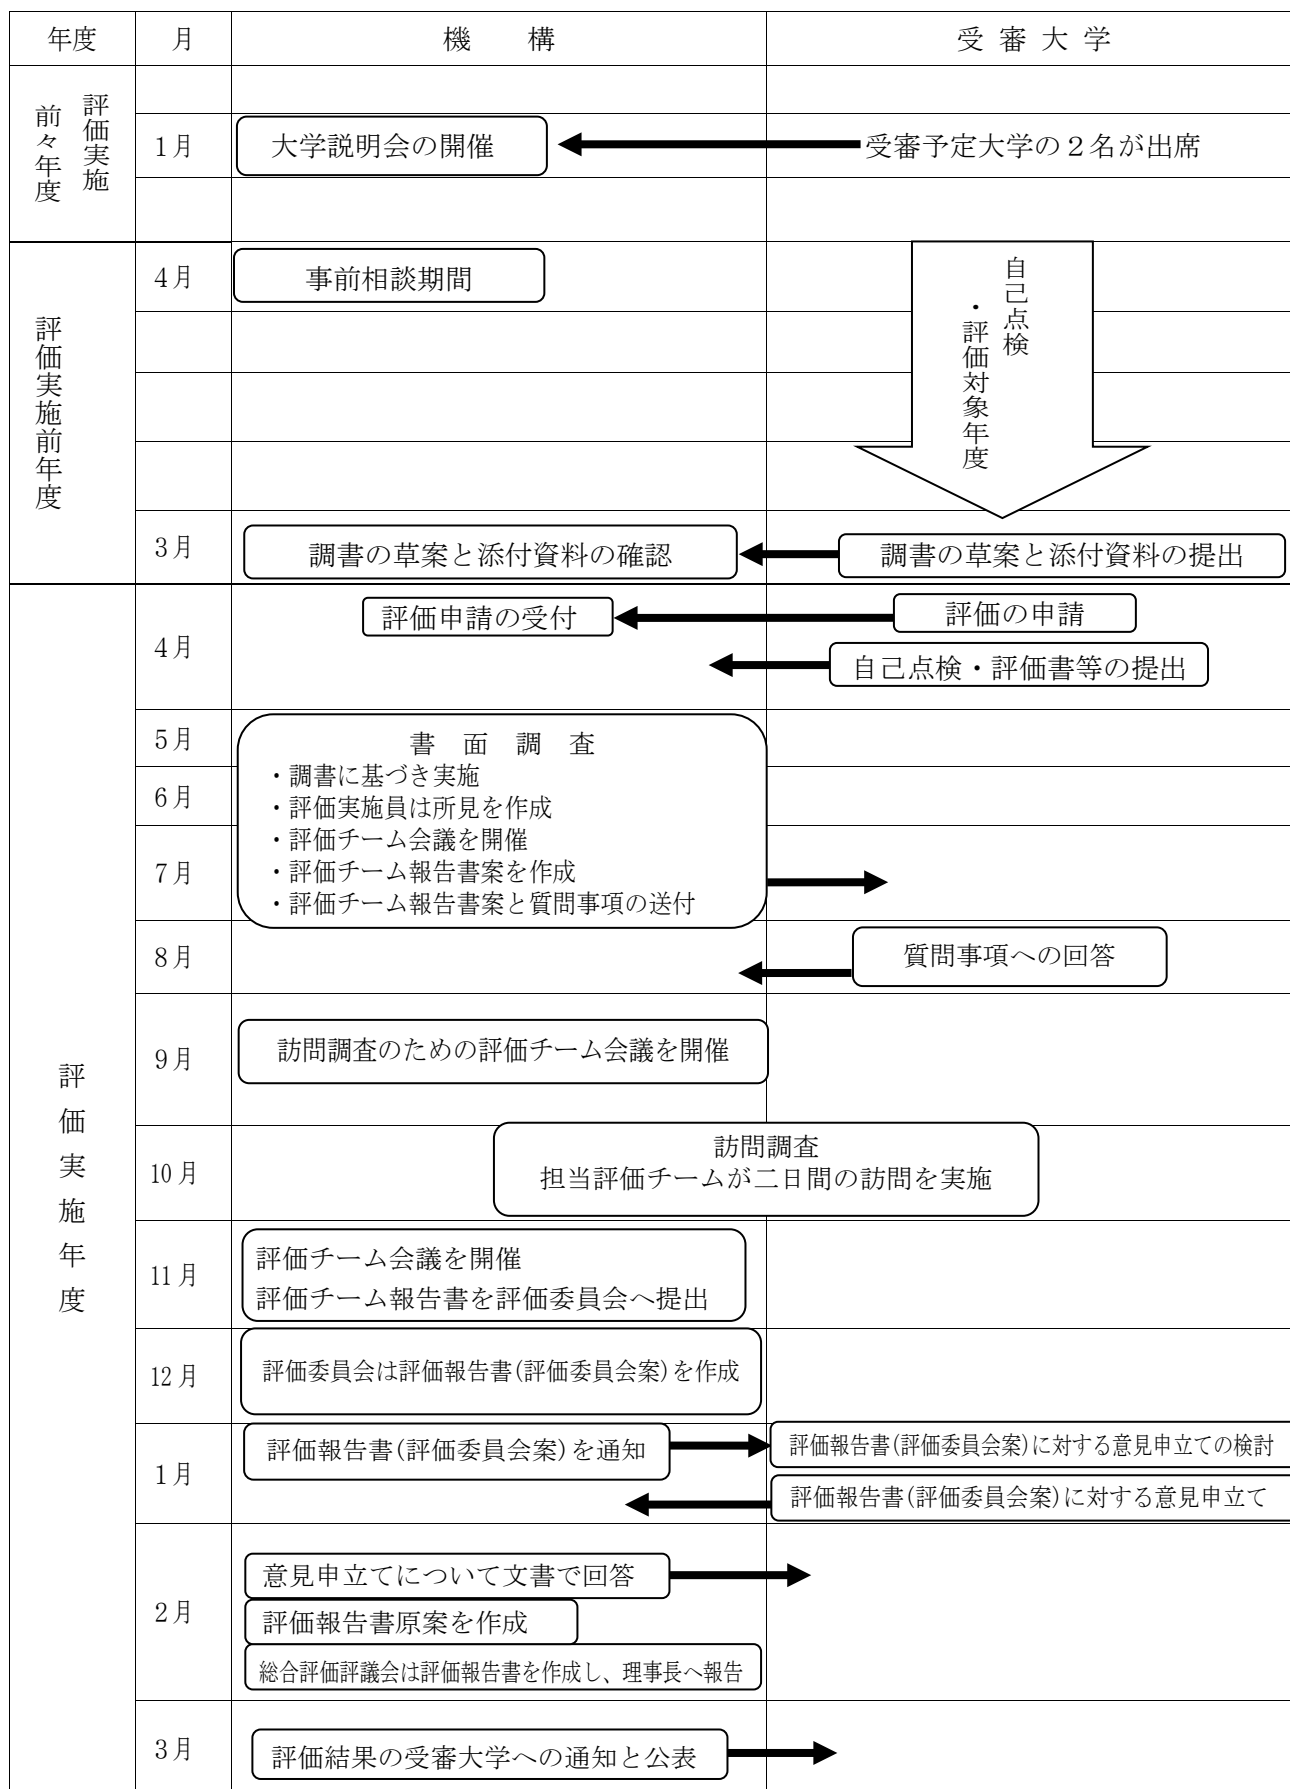 年度
月
機　　構
受 審 大 学
評価実施
前々年度
1月
大学説明会の開催
受審予定大学の２名が出席
評価実施前年度
4月
事前相談期間
自己点検
・評価対象年度
3月
調書の草案と添付資料の確認
調書の草案と添付資料の提出
評価実施年度
4月
評価申請の受付
評価の申請
自己点検・評価書等の提出
5月
書　面　調　査
・調書に基づき実施
6月
・評価実施員は所見を作成
・評価チーム会議を開催
7月
・評価チーム報告書案を作成
・評価チーム報告書案と質問事項の送付
8月
質問事項への回答
9月
訪問調査のための評価チーム会議を開催
10月
訪問調査
担当評価チームが二日間の訪問を実施
11月
評価チーム会議を開催
評価チーム報告書を評価委員会へ提出
12月
評価委員会は評価報告書(評価委員会案)を作成
1月
評価報告書(評価委員会案)を通知
評価報告書(評価委員会案)に対する意見申立ての検討
評価報告書(評価委員会案)に対する意見申立て
2月
意見申立てについて文書で回答
評価報告書原案を作成
総合評価評議会は評価報告書を作成し、理事長へ報告
3月
評価結果の受審大学への通知と公表